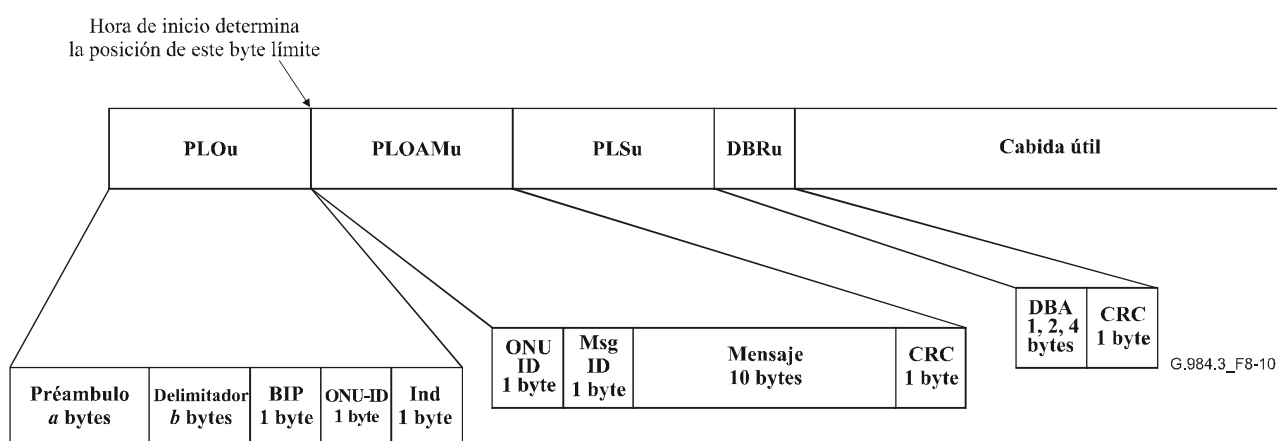 Hora de inicio determina
la posición de este byte límite
PLOu
PLOAMu
PLSu
DBRu
Cabida útil
DBA
1, 2, 4
bytes
CRC
1 byte
G.984.3_F8-10
ONU
ID
1 byte
Msg
ID
1 byte
Mensaje
10 bytes
CRC
1 byte
Préambulo
a bytes
Delimitador
b bytes
BIP
1 byte
ONU-ID
1 byte
Ind
1 byte